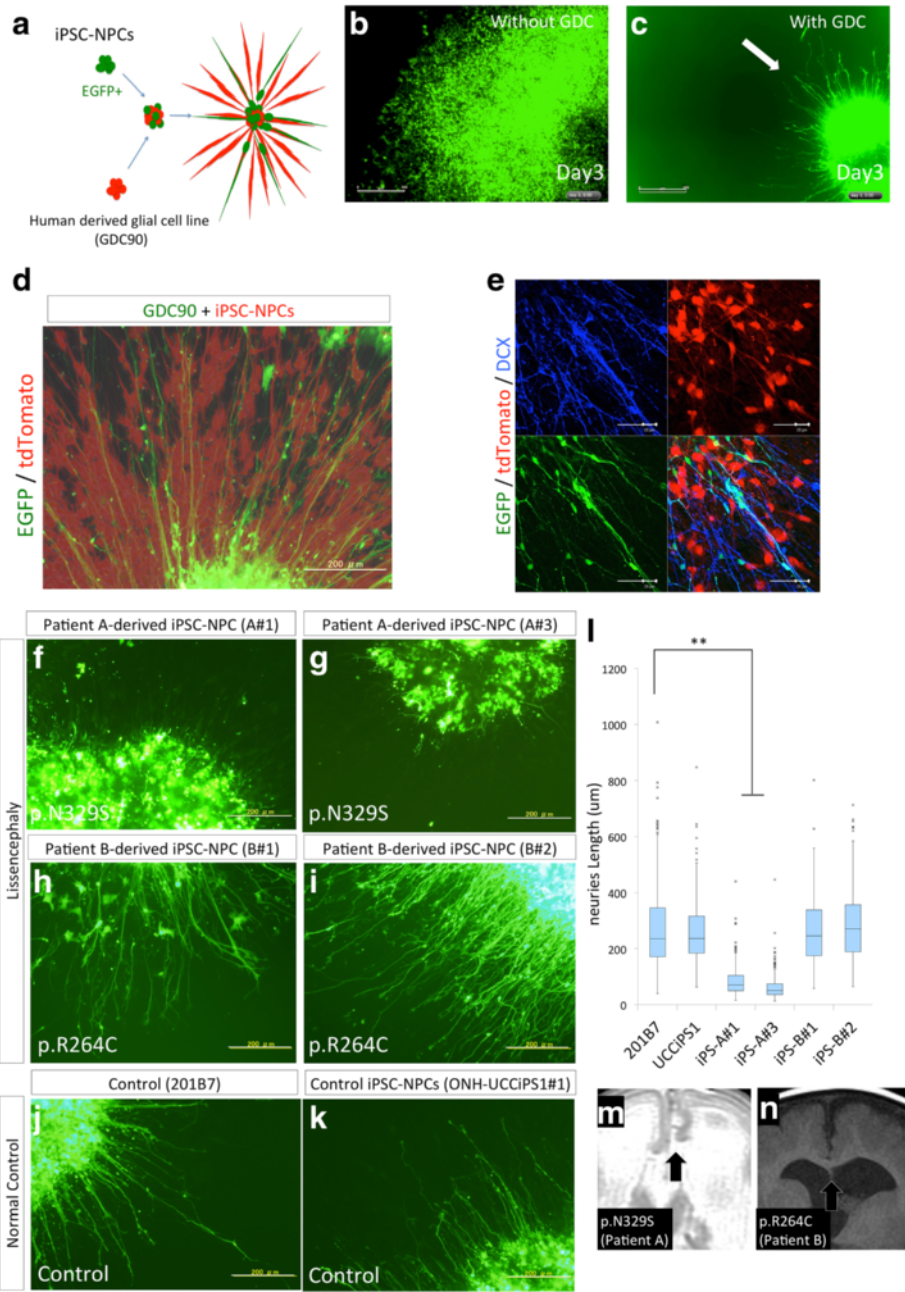 a
iPSC-NPCs
EGFP+
Human derived glial cell line
(GDC90)
b
Without GDC
Day3
c
With GDC
Day3
d
GDC90 + iPSC-NPCs
EGFP / tdTomato
200 μm
e
EGFP / tdTomato / DCX
Lissencephaly
Patient A-derived iPSC-NPC (A#1)
f
p.N329S
200 μm
Patient A-derived iPSC-NPC (A#3)
g
p.N329S
200 μm
Patient B-derived iPSC-NPC (B#1)
h
p.R264C
200 μm
Patient B-derived iPSC-NPC (B#2)
i
p.R264C
200 μm
Normal Control
Control (201B7)
j
Control
200 μm
Control iPSC-NPCs (ONH-UCCiPS1#1)
k
Control
200 μm
l
**
neuries Length (um)
1200
1000
800
600
400
200
0
201B7
UCCiPS1
iPS-A#1
iPS-A#3
iPS-B#1
iPS-B#2
m
p.N329S
(Patient A)
n
p.R264C
(Patient B)